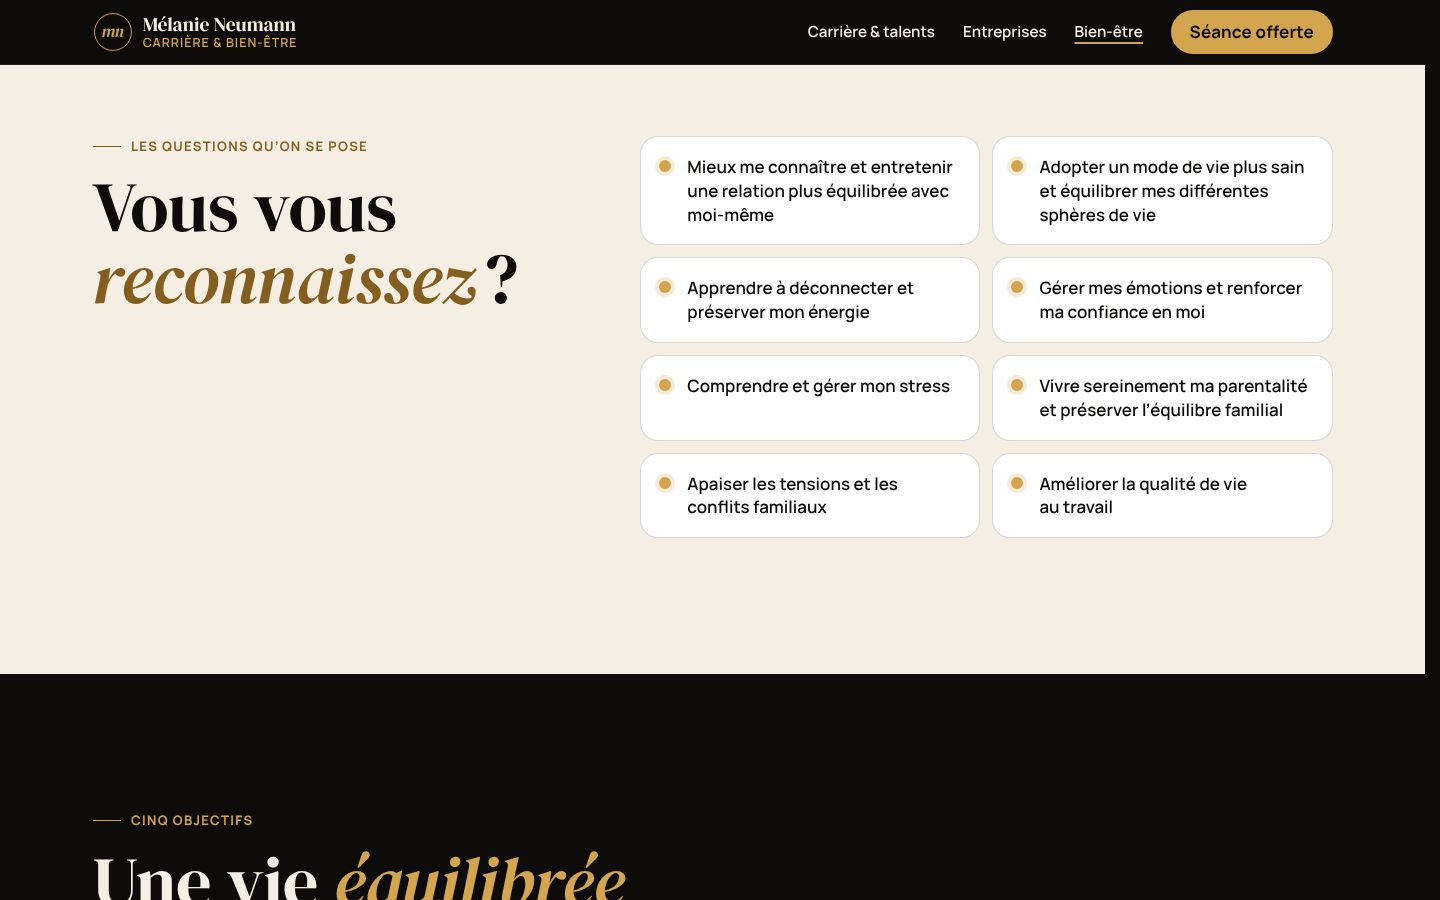 mn
Mélanie Neumann
CARRIÈRE & BIEN-ÊTRE
Carrière & talents
Entreprises
Bien-être
Séance offerte
LES QUESTIONS QU'ON SE POSE
Vous vous
reconnaissez ?
Mieux me connaître et entretenir
une relation plus équilibrée avec
moi-même
Adopter un mode de vie plus sain
et équilibrer mes différentes
sphères de vie
Apprendre à déconnecter et
préserver mon énergie
Gérer mes émotions et renforcer
ma confiance en moi
Comprendre et gérer mon stress
Vivre sereinement ma parentalité
et préserver l'équilibre familial
Apaiser les tensions et les
conflits familiaux
Améliorer la qualité de vie
au travail
CINQ OBJECTIFS
Une vie équilibrée